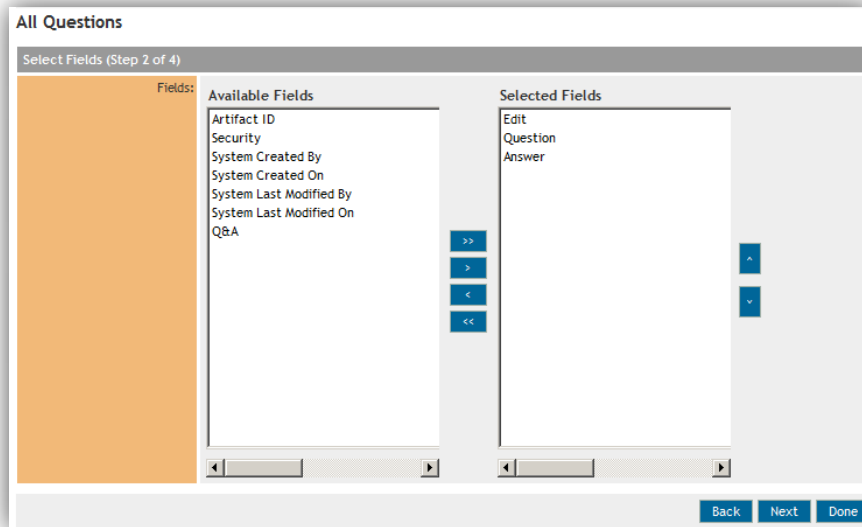 All Questions
Select Fields (Step 2 of 4)
Fields:
Available Fields
Artifact ID
Security
System Created By
System Created On
System Last Modified By
System Last Modified On
Q&A
>>
>
<
<<
Selected Fields
Edit
Question
Answer
^
v
Back Next Done